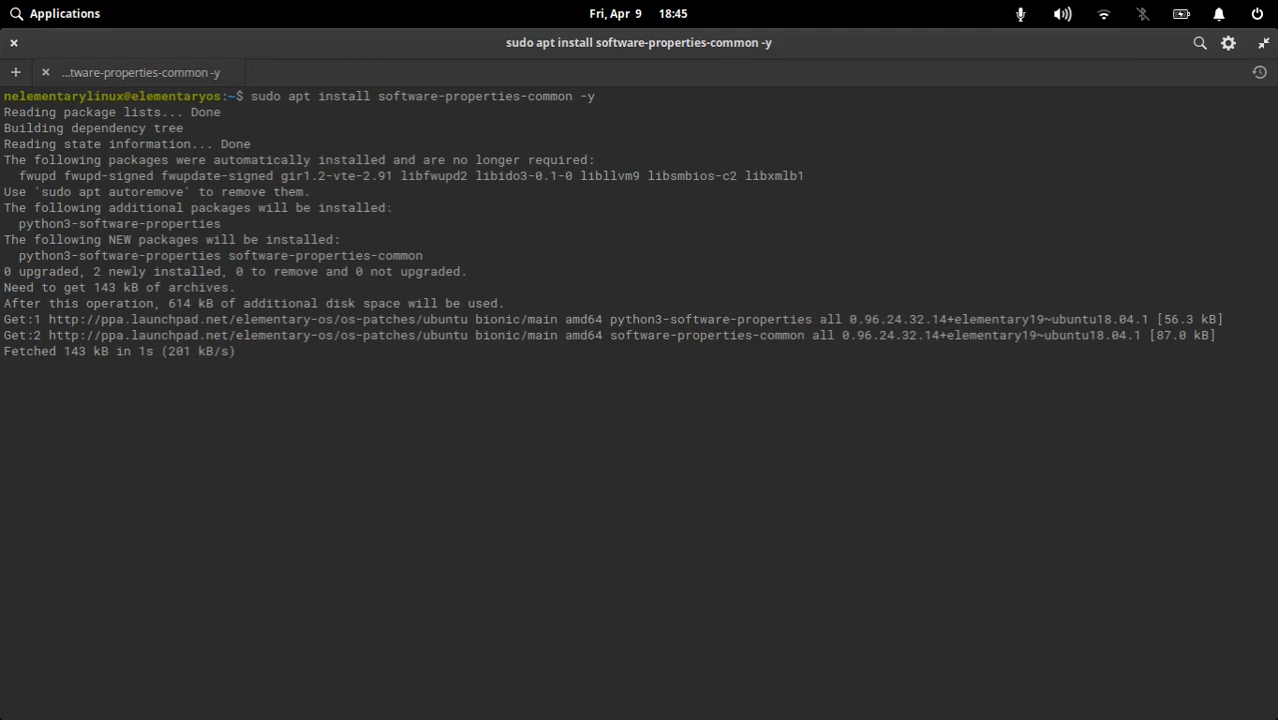 Applications
Fri, Apr 9 18:45
sudo apt install software-properties-common -y
...tware-properties-common -y
nelementarylinux@elementaryos:~$ sudo apt install software-properties-common -y
Reading package lists... Done
Building dependency tree
Reading state information... Done
The following packages were automatically installed and are no longer required:
  fwupd fwupd-signed fwupdate-signed gir1.2-vte-2.91 libfwupd2 libido3-0.1-0 libllvm9 libsmbios-c2 libxmlb1
Use 'sudo apt autoremove' to remove them.
The following additional packages will be installed:
  python3-software-properties
The following NEW packages will be installed:
  python3-software-properties software-properties-common
0 upgraded, 2 newly installed, 0 to remove and 0 not upgraded.
Need to get 143 kB of archives.
After this operation, 614 kB of additional disk space will be used.
Get:1 http://ppa.launchpad.net/elementary-os/os-patches/ubuntu bionic/main amd64 python3-software-properties all 0.96.24.32.14+elementary19~ubuntu18.04.1 [56.3 kB]
Get:2 http://ppa.launchpad.net/elementary-os/os-patches/ubuntu bionic/main amd64 software-properties-common all 0.96.24.32.14+elementary19~ubuntu18.04.1 [87.0 kB]
Fetched 143 kB in 1s (201 kB/s)